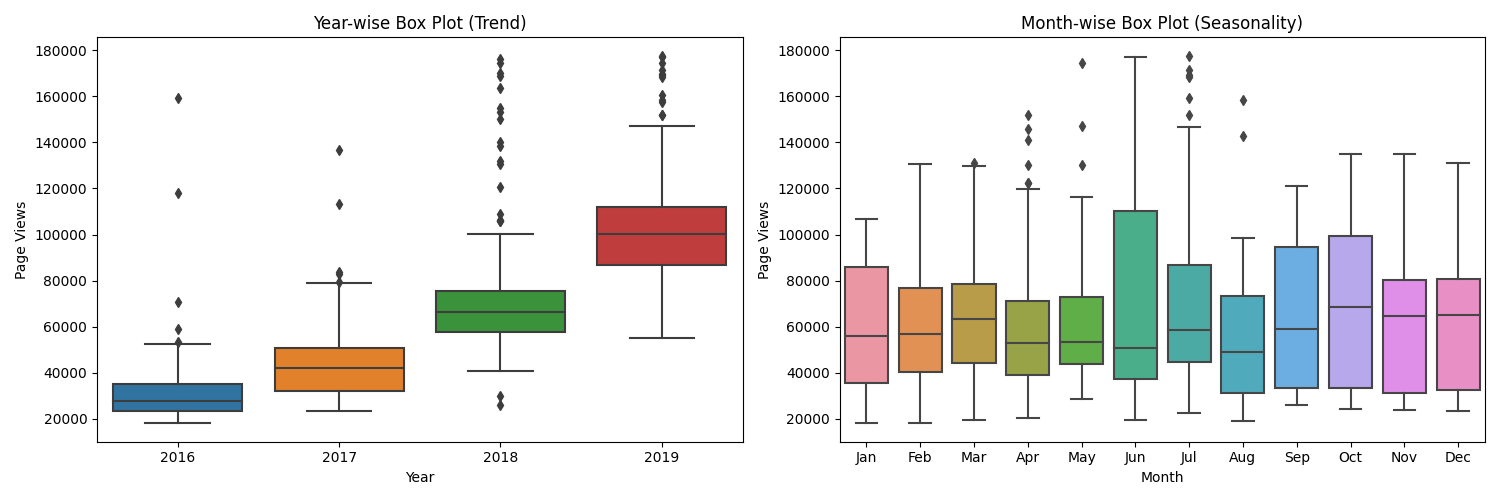 Year-wise Box Plot (Trend)
180000
160000
140000
120000
100000
80000
60000
40000
20000
Page Views
2016 2017 2018 2019
Year
Month-wise Box Plot (Seasonality)
180000
160000
140000
120000
100000
80000
60000
40000
20000
Page Views
Jan Feb Mar Apr May Jun Jul Aug Sep Oct Nov Dec
Month